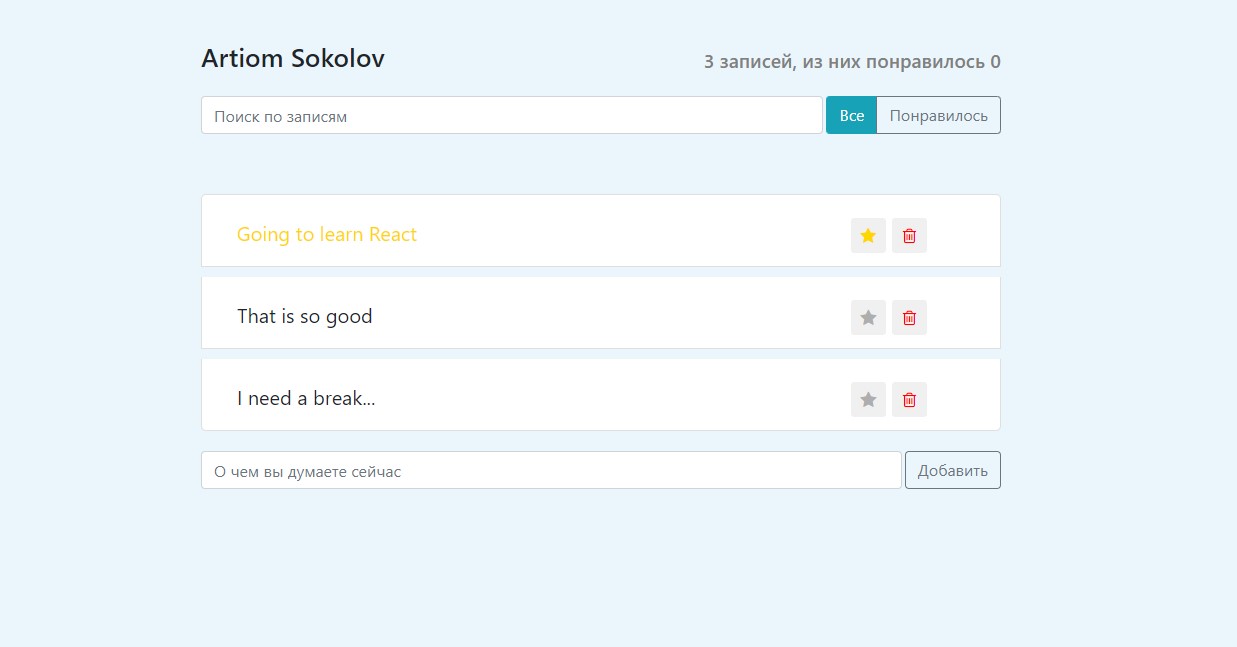 Artiom Sokolov
3 записей, из них понравилось 0
Поиск по записям
Все
Понравилось
Going to learn React
That is so good
I need a break...
О чем вы думаете сейчас
Добавить